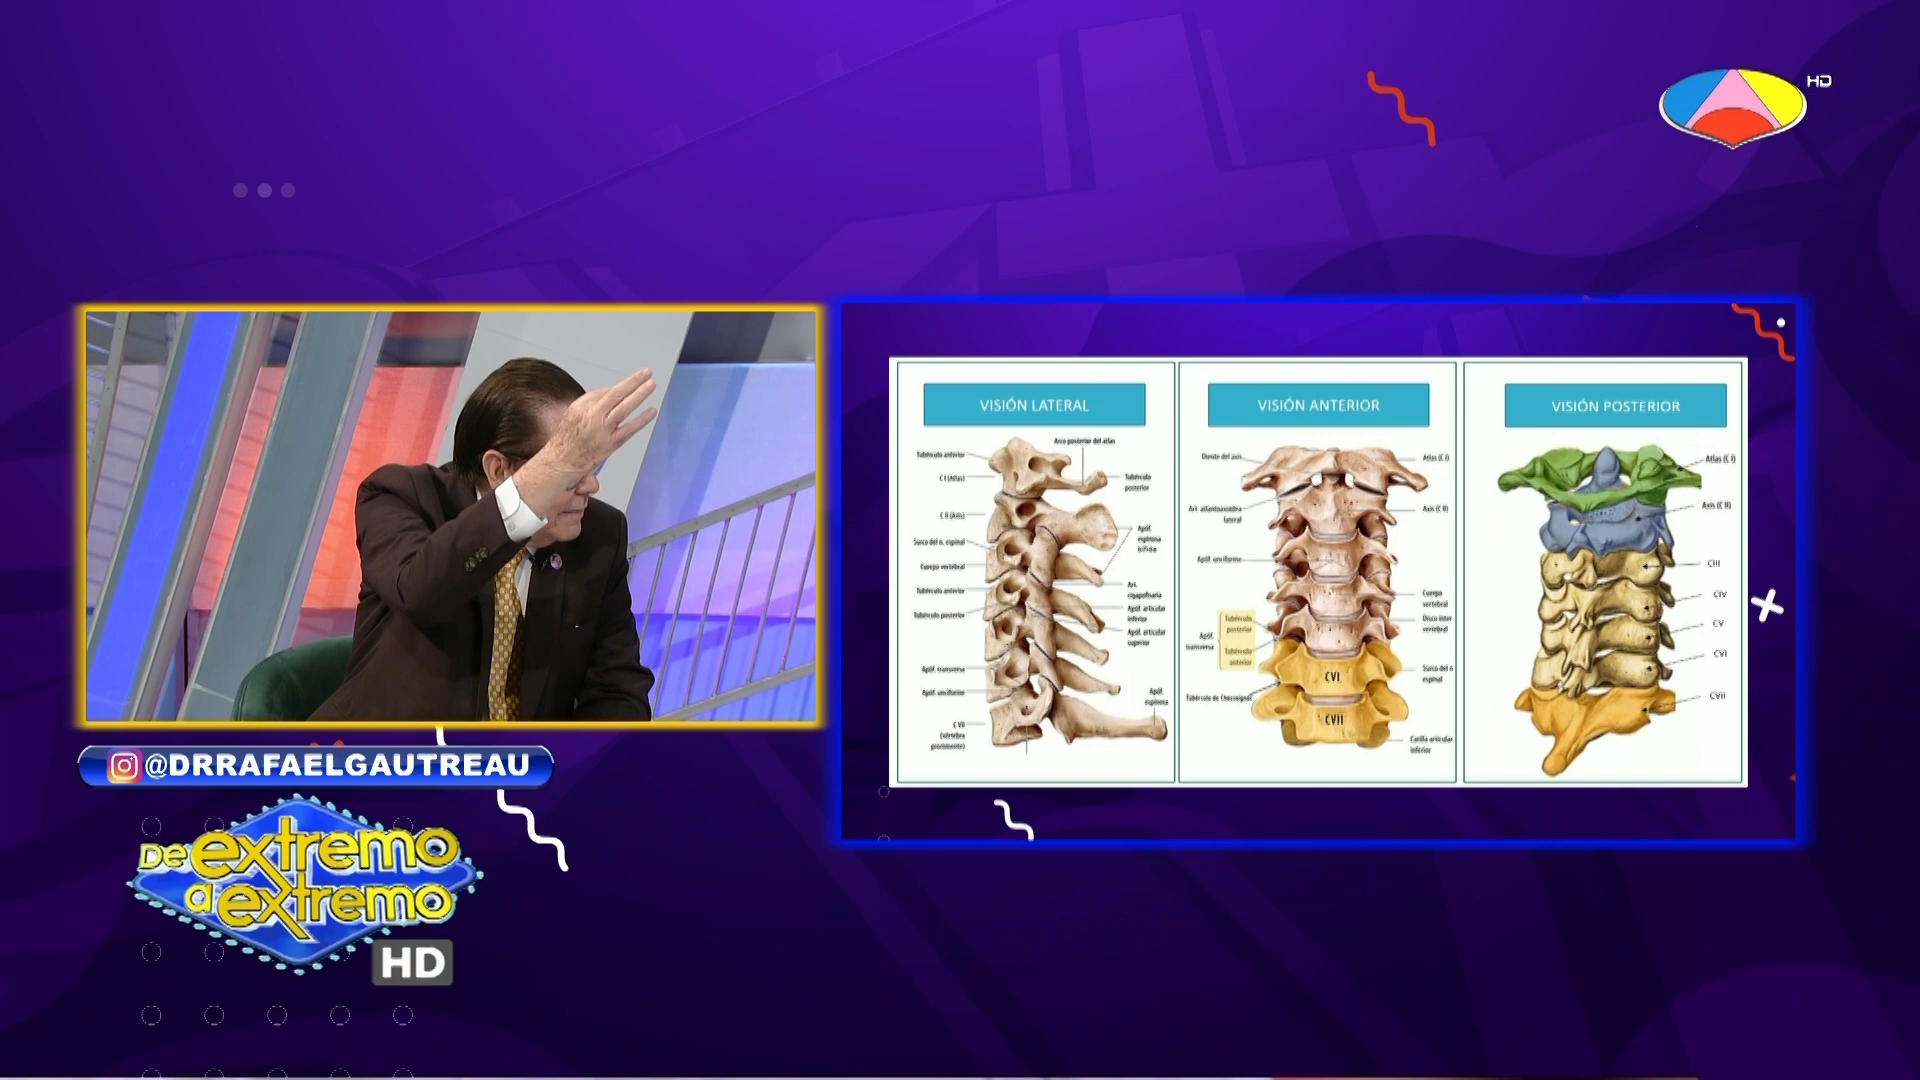 HD
VISIÓN LATERAL
Arco posterior del atlas
Tubérculo anterior
C I (Atlas)
Tubérculo
posterior
C II (Axis)
Surco del n. espinal
Apóf.
espinosa
bífida
Cuerpo vertebral
Tubérculo anterior
Tubérculo posterior
Art.
cigapofisaria
Apóf. articular
inferior
Apóf. articular
superior
Apóf. transversa
Apóf. unciforme
Apóf.
espinosa
C VII
(vértebra
prominente)
VISIÓN ANTERIOR
Diente del axis
Atlas (C I)
Art. atlantoaxoidea
lateral
Axis (C II)
Apóf. unciforme
Cuerpo
vertebral
Disco inter
vertebral
Tubérculo
posterior
Apóf.
transversa
Tubérculo
anterior
CVI
Surco del n
espinal
Tubérculo de Chassaignac
CVII
Carilla articular
inferior
VISIÓN POSTERIOR
Atlas (C I)
Axis (C II)
CIII
CIV
CV
CVI
CVII
@DRRAFAELGAUTREAU
De extremo
a extremo
HD